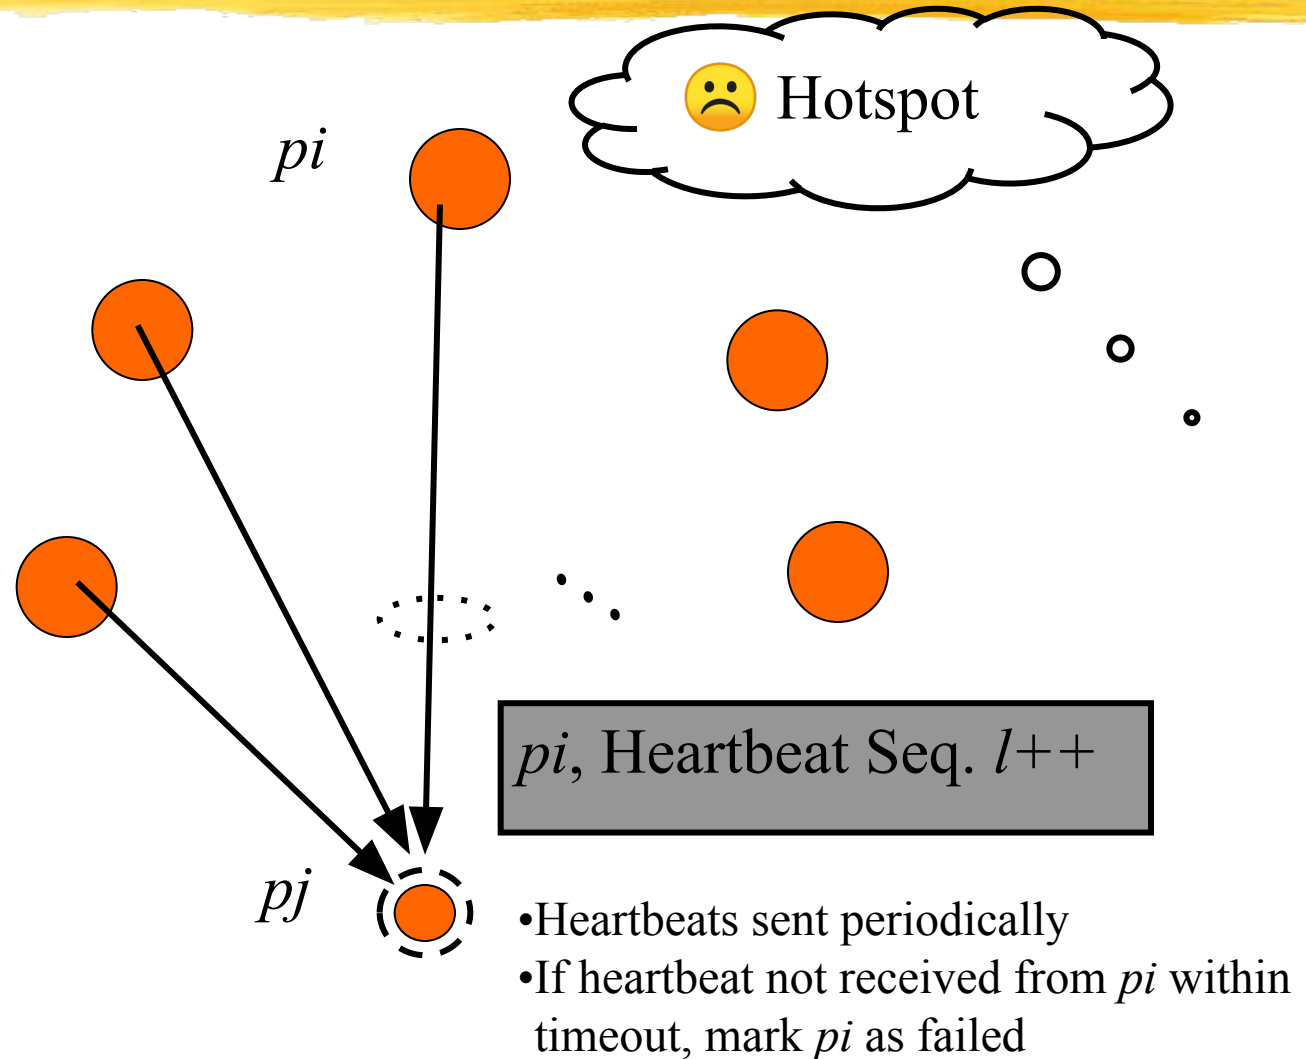 ☹️ Hotspot
pi
pi, Heartbeat Seq. l++
pj
•Heartbeats sent periodically
•If heartbeat not received from pi within
timeout, mark pi as failed